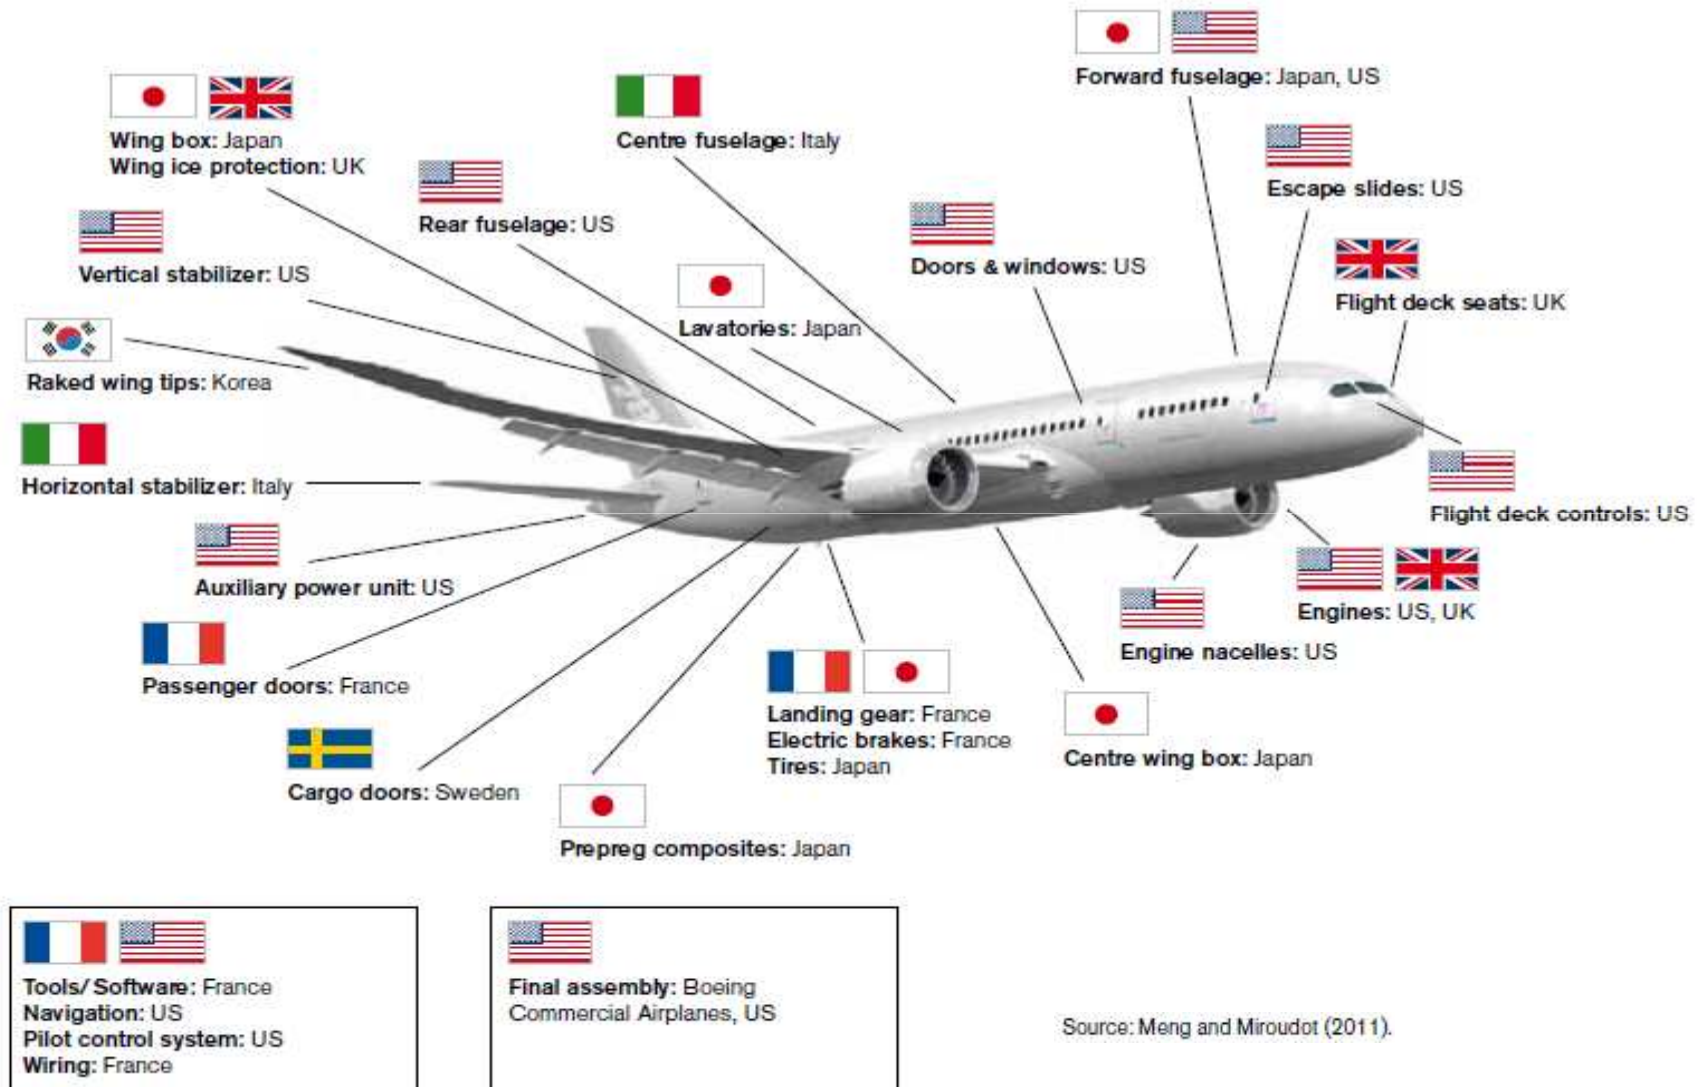 Forward fuselage: Japan, US
Wing box: Japan
Wing ice protection: UK
Centre fuselage: Italy
Escape slides: US
Rear fuselage: US
Doors & windows: US
Vertical stabilizer: US
Flight deck seats: UK
Lavatories: Japan
Raked wing tips: Korea
Horizontal stabilizer: Italy
Flight deck controls: US
Auxiliary power unit: US
Engines: US, UK
Engine nacelles: US
Passenger doors: France
Landing gear: France
Electric brakes: France
Tires: Japan
Centre wing box: Japan
Cargo doors: Sweden
Prepreg composites: Japan
Tools/Software: France
Navigation: US
Pilot control system: US
Wiring: France
Final assembly: Boeing
Commercial Airplanes, US
Source: Meng and Miroudot (2011).